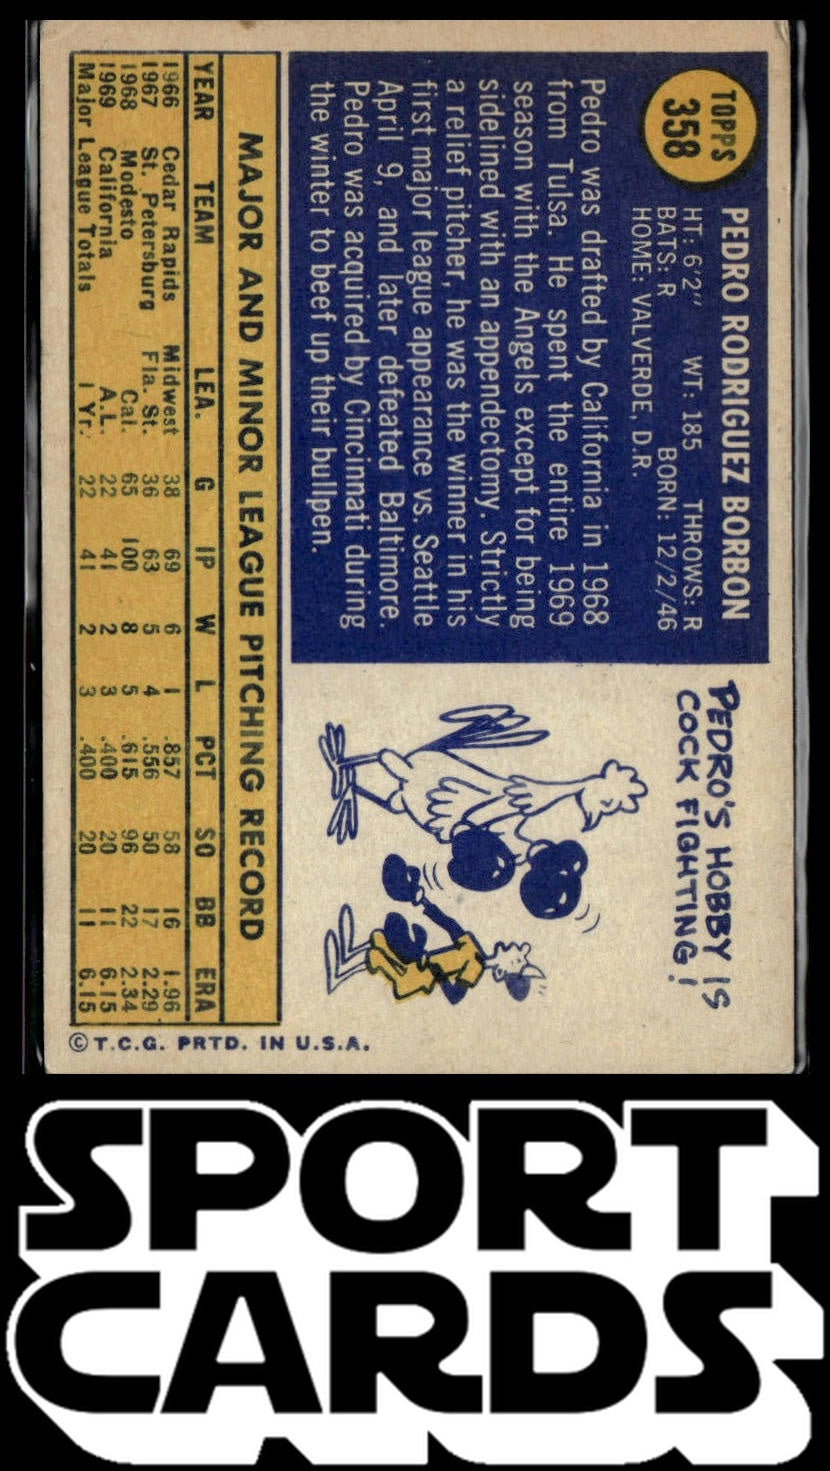 TOPPS
358
PEDRO RODRIGUEZ BORBON
HT: 6'2" WT: 185 THROWS: R
BATS: R BORN: 12/2/46
HOME: VALVERDE, D.R.
Pedro was drafted by California in 1968
from Tulsa. He spent the entire 1969
season with the Angels except for being
sidelined with an appendectomy. Strictly
a relief pitcher, he was the winner in his
first major league appearance vs. Seattle
April 9, and later defeated Baltimore.
Pedro was acquired by Cincinnati during
the winter to beef up their bullpen.
PEDRO'S HOBBY IS
COCK FIGHTING!
MAJOR AND MINOR LEAGUE PITCHING RECORD
YEAR TEAM LEA. G IP W L PCT SO BB ERA
1966 Cedar Rapids Midwest 38 69 6 1 .857 58 16 1.96
1967 St. Petersburg Fla. St. 36 63 5 4 .556 50 17 2.29
1968 Modesto Cal. 65 100 8 5 .615 96 22 2.34
1969 California A.L. 22 41 2 3 .400 20 11 6.15
Major League Totals 1 Yr. 22 41 2 3 .400 20 11 6.15
© T.C.G. PRTD. IN U.S.A.
SPORT
CARDS